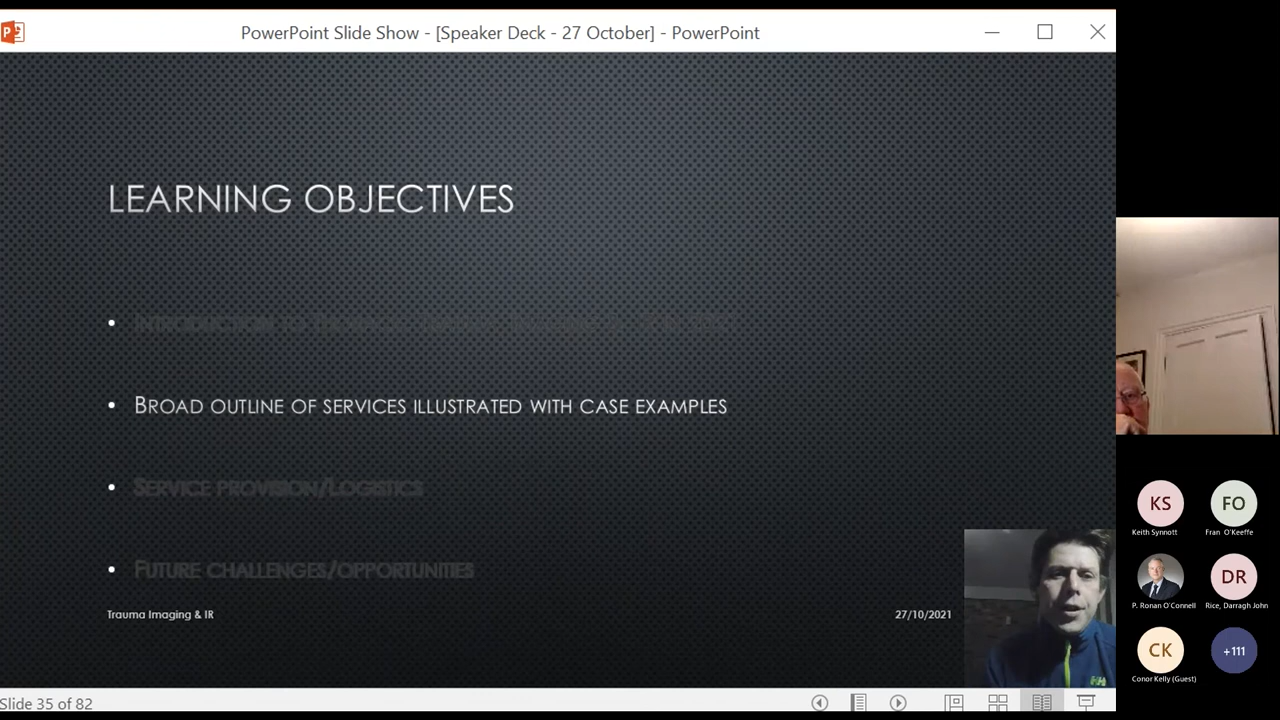 PowerPoint Slide Show - [Speaker Deck - 27 October] - PowerPoint
LEARNING OBJECTIVES
• BROAD OUTLINE OF SERVICES ILLUSTRATED WITH CASE EXAMPLES
• SERVICE PROVISION/LOGISTICS
• FUTURE CHALLENGES/OPPORTUNITIES
Trauma Imaging & IR
27/10/2021
Slide 35 of 82
KS
FO
Keith Synnott
Fran O'Keeffe
DR
P. Ronan O'Connell
Rice, Darragh John
CK
+111
Conor Kelly (Guest)